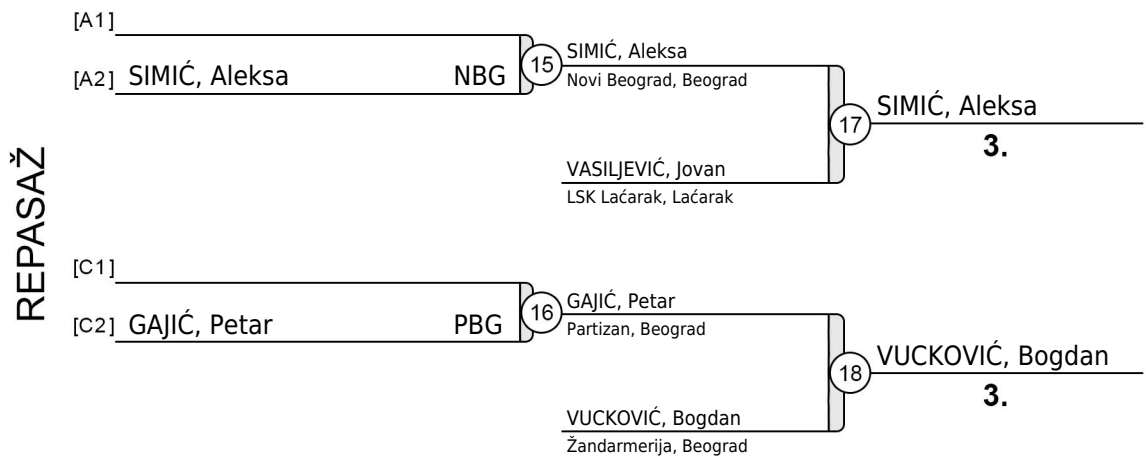 REPASAŽ
[A1]
[A2] SIMIĆ, Aleksa NBG
15
SIMIĆ, Aleksa
Novi Beograd, Beograd
VASILJEVIĆ, Jovan
LSK Laćarak, Laćarak
17
SIMIĆ, Aleksa
3.
[C1]
[C2] GAJIĆ, Petar PBG
16
GAJIĆ, Petar
Partizan, Beograd
VUCKOVIĆ, Bogdan
Žandarmerija, Beograd
18
VUCKOVIĆ, Bogdan
3.